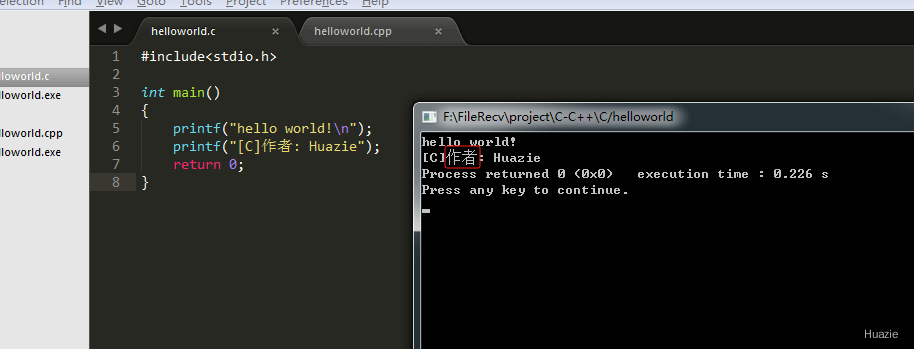 election Find View Goto Tools Project Preferences Help
helloworld.c × helloworld.cpp ×
lloworld.c
lloworld.exe
lloworld.cpp
lloworld.exe
1 #include<stdio.h>
2
3 int main()
4 {
5 printf("hello world!\n");
6 printf("[C]作者: Huazie");
7 return 0;
8 }
F:\FileRecv\project\C-C++\C/helloworld
hello world!
[C]作者: Huazie
Process returned 0 (0x0) execution time : 0.226 s
Press any key to continue.
Huazie